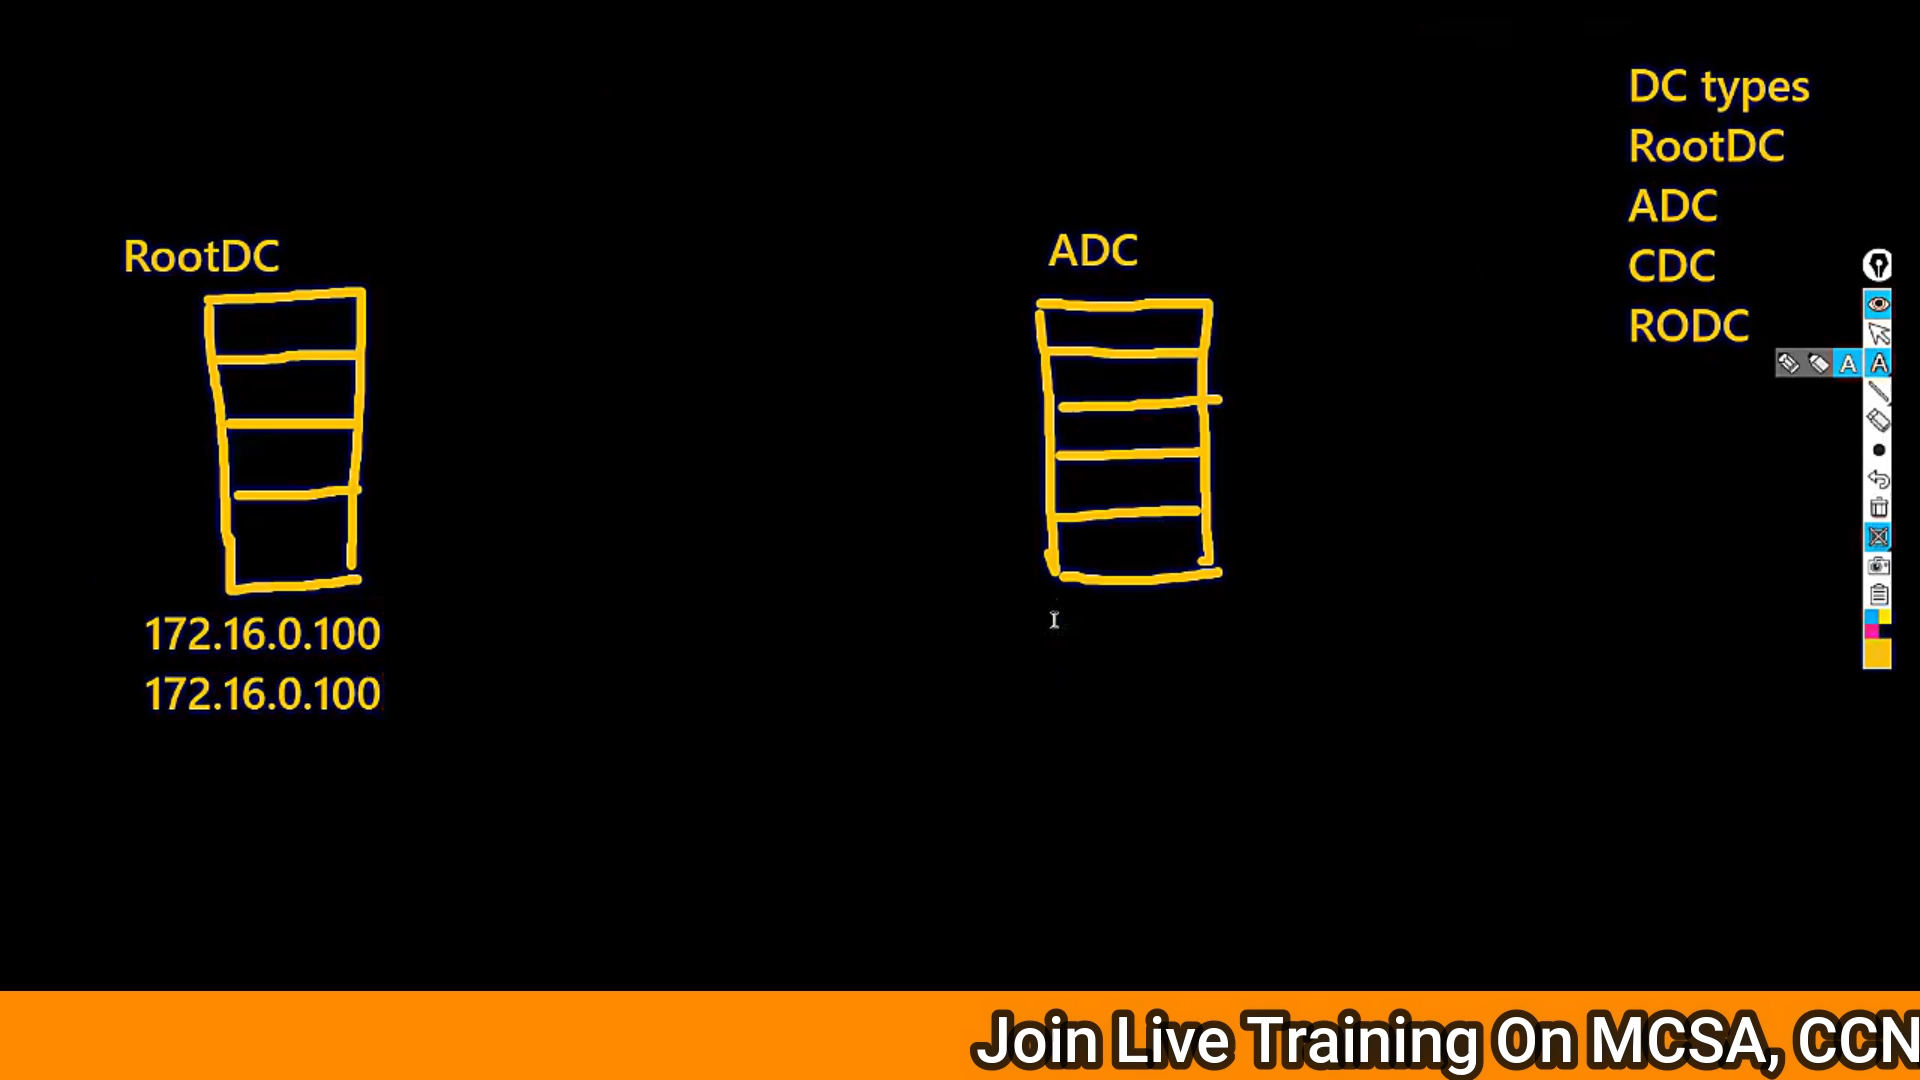 DC types
RootDC
ADC
CDC
RODC
RootDC
ADC
172.16.0.100
172.16.0.100
A A
Join Live Training On MCSA, CCN